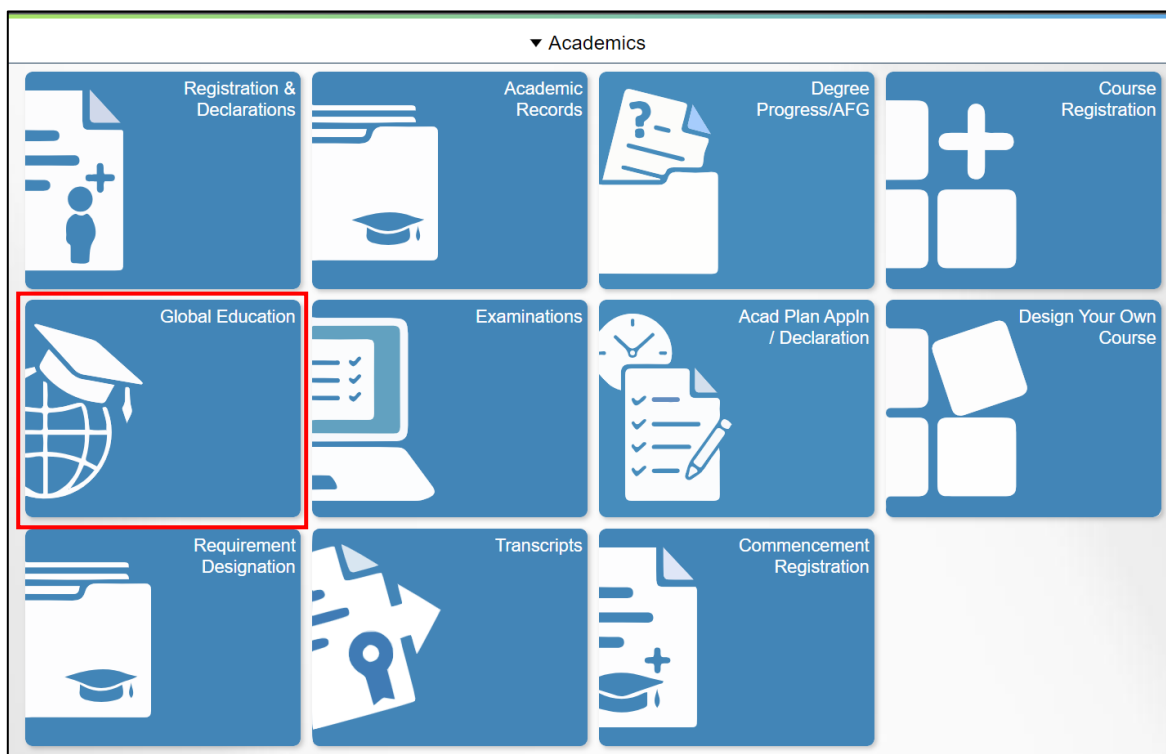 ▼ Academics
Registration &
Declarations
Academic
Records
Degree
Progress/AFG
Course
Registration
Global Education
Examinations
Acad Plan Appln
/ Declaration
Design Your Own
Course
Requirement
Designation
Transcripts
Commencement
Registration